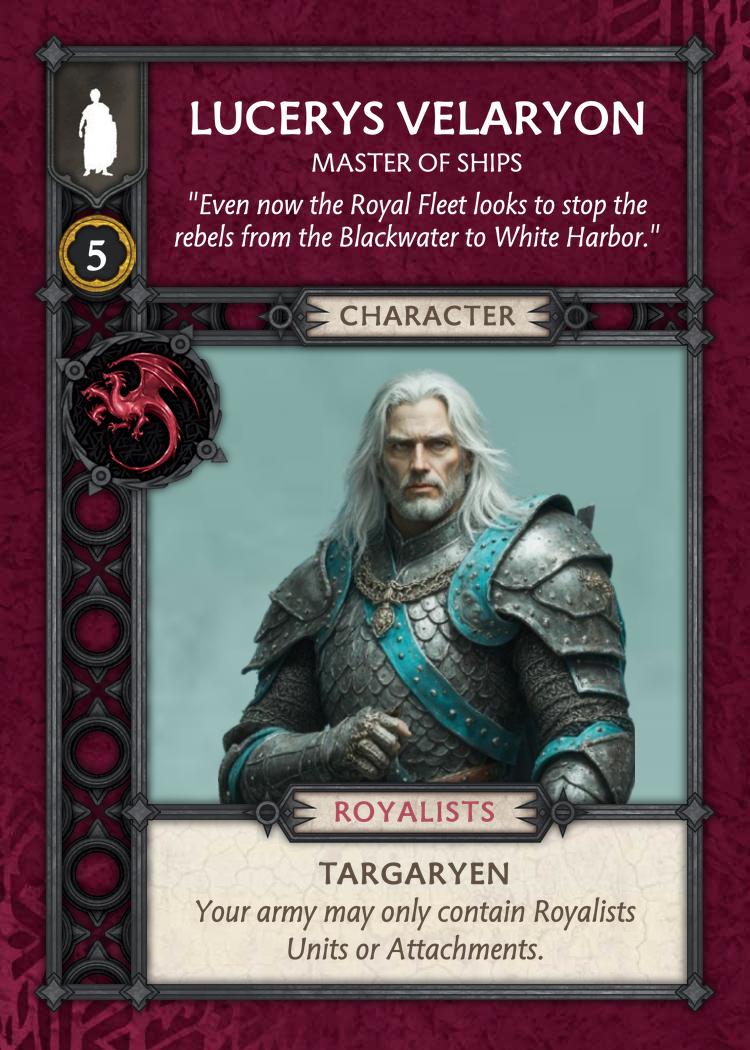 LUCERYS VELARYON
MASTER OF SHIPS
"Even now the Royal Fleet looks to stop the
rebels from the Blackwater to White Harbor."
5
CHARACTER
ROYALISTS
TARGARYEN
Your army may only contain Royalists
Units or Attachments.